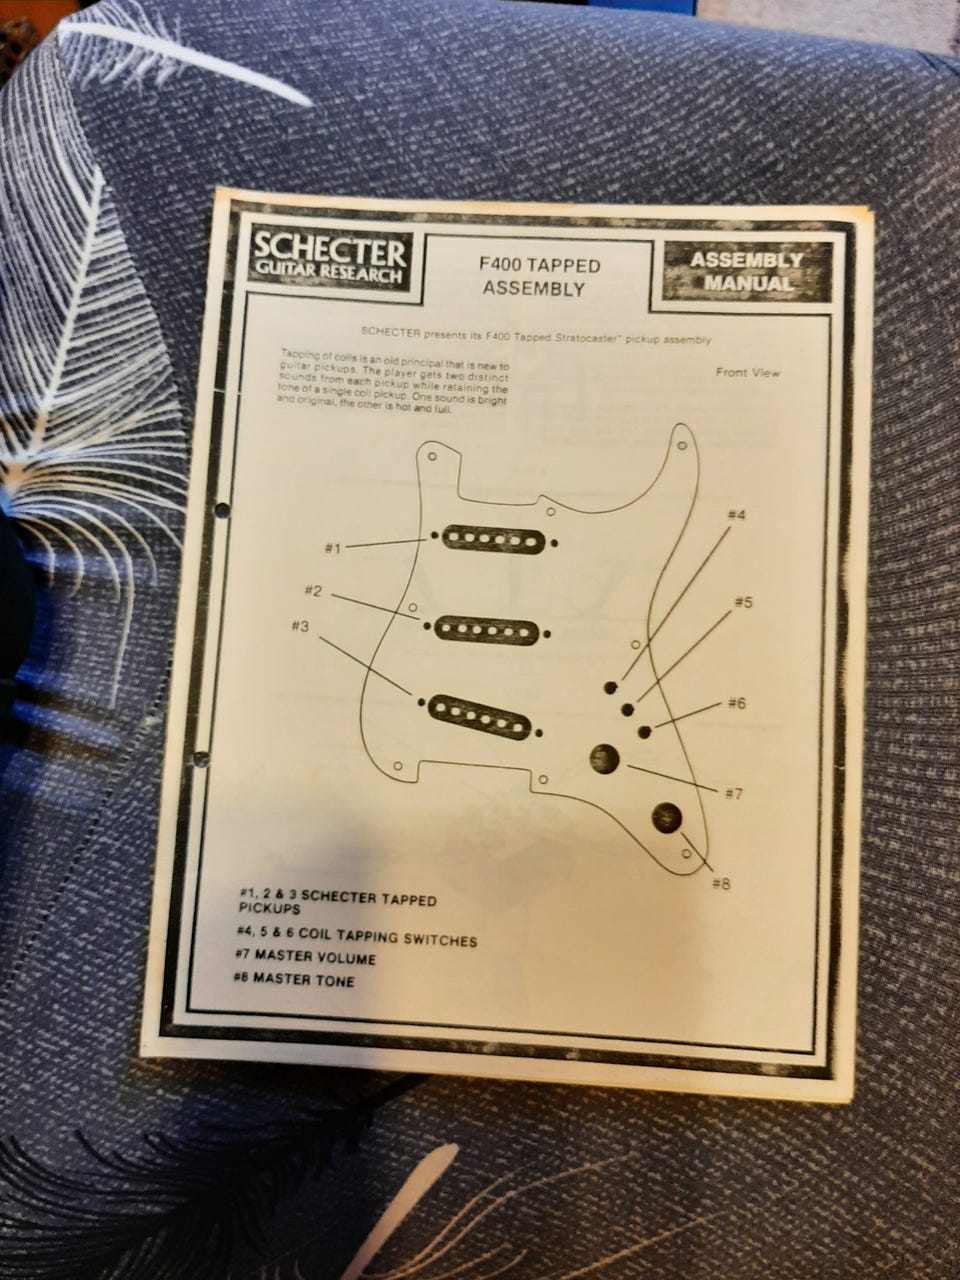 SCHECTER
GUITAR RESEARCH
F400 TAPPED
ASSEMBLY
ASSEMBLY
MANUAL
SCHECTER presents its F400 Tapped Stratocaster" pickup assembly
Tapping of coils is an old principal that is new to
guitar pickups. The player gets two distinct
sounds from each pickup while retaining the
tone of a single coil pickup. One sound is bright
and original, the other is hot and full.
Front View
#4
#1
#2
#5
#3
#6
#7
#8
#1, 2 & 3 SCHECTER TAPPED
PICKUPS
#4, 5 & 6 COIL TAPPING SWITCHES
#7 MASTER VOLUME
#8 MASTER TONE